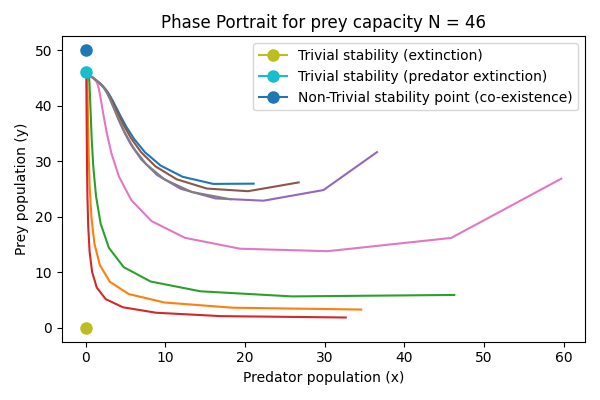 Phase Portrait for prey capacity N = 46
Trivial stability (extinction)
Trivial stability (predator extinction)
Non-Trivial stability point (co-existence)
Prey population (y)
50
40
30
20
10
0
0 10 20 30 40 50 60
Predator population (x)